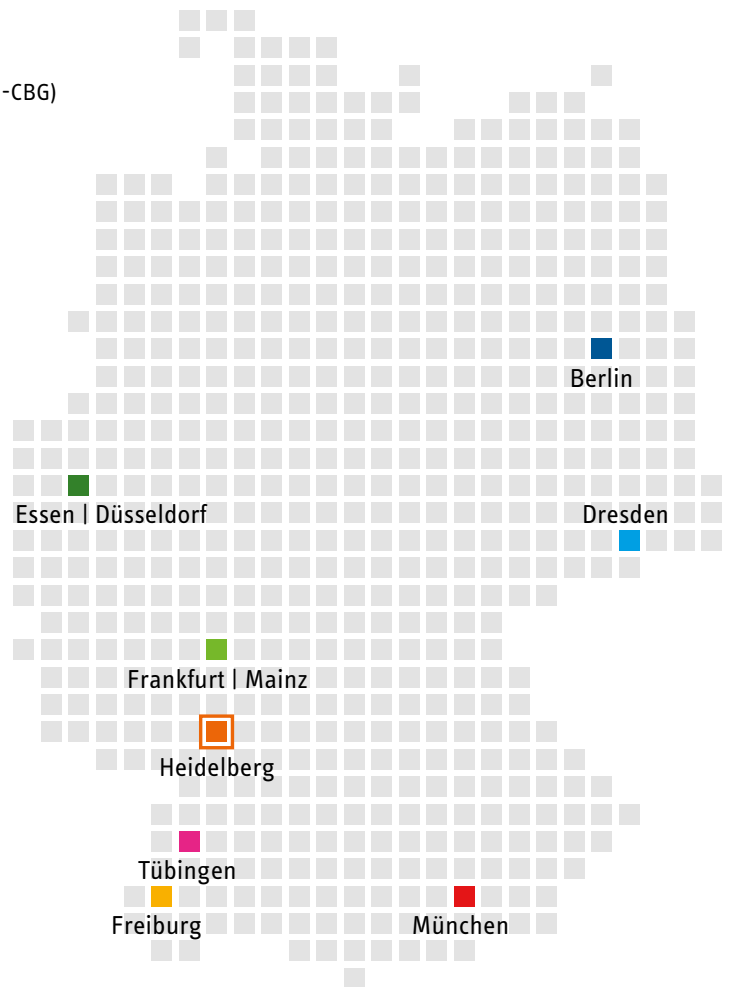 -CBG)
Berlin
Essen | Düsseldorf
Dresden
Frankfurt | Mainz
Heidelberg
Tübingen
Freiburg
München